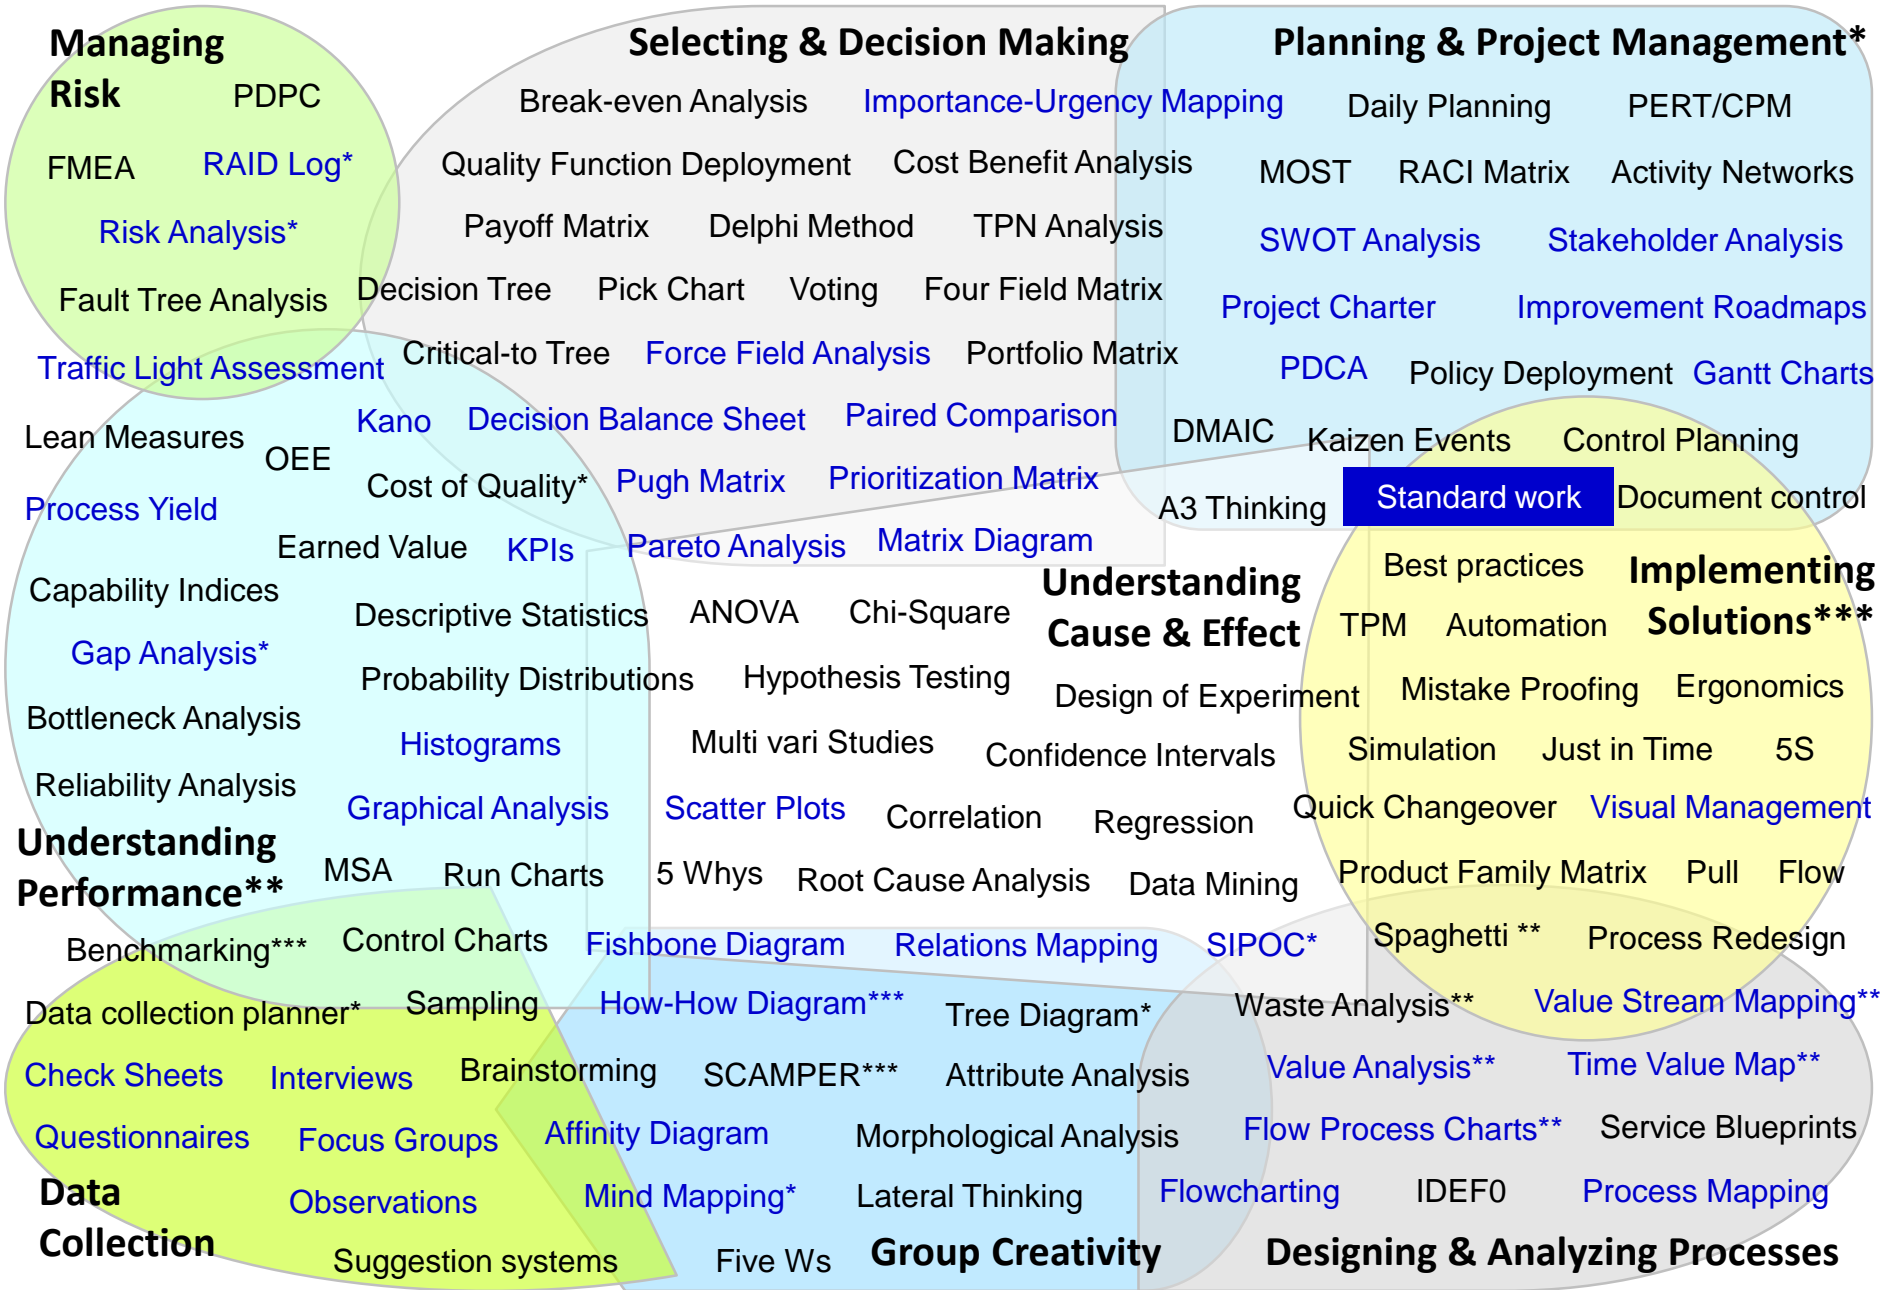 Managing
Risk
Selecting & Decision Making
Planning & Project Management*
PDPC
Break-even Analysis
Importance-Urgency Mapping
Daily Planning
PERT/CPM
FMEA
RAID Log*
Quality Function Deployment
Cost Benefit Analysis
MOST
RACI Matrix
Activity Networks
Risk Analysis*
Payoff Matrix
Delphi Method
TPN Analysis
SWOT Analysis
Stakeholder Analysis
Fault Tree Analysis
Decision Tree
Pick Chart
Voting
Four Field Matrix
Project Charter
Improvement Roadmaps
Traffic Light Assessment
Critical-to Tree
Force Field Analysis
Portfolio Matrix
PDCA
Policy Deployment
Gantt Charts
Lean Measures
OEE
Kano
Decision Balance Sheet
Paired Comparison
DMAIC
Kaizen Events
Control Planning
Process Yield
Cost of Quality*
Pugh Matrix
Prioritization Matrix
A3 Thinking
Standard work
Document control
Earned Value
KPIs
Pareto Analysis
Matrix Diagram
Understanding
Cause & Effect
Best practices
Implementing
Solutions***
Capability Indices
Descriptive Statistics
ANOVA
Chi-Square
TPM
Automation
Gap Analysis*
Probability Distributions
Hypothesis Testing
Design of Experiment
Mistake Proofing
Ergonomics
Bottleneck Analysis
Histograms
Multi vari Studies
Confidence Intervals
Simulation
Just in Time
5S
Reliability Analysis
Graphical Analysis
Scatter Plots
Correlation
Regression
Quick Changeover
Visual Management
Understanding
Performance**
MSA
Run Charts
5 Whys
Root Cause Analysis
Data Mining
Product Family Matrix
Pull
Flow
Benchmarking***
Control Charts
Fishbone Diagram
Relations Mapping
SIPOC*
Spaghetti **
Process Redesign
Data collection planner*
Sampling
How-How Diagram***
Tree Diagram*
Waste Analysis**
Value Stream Mapping**
Check Sheets
Interviews
Brainstorming
SCAMPER***
Attribute Analysis
Value Analysis**
Time Value Map**
Questionnaires
Focus Groups
Affinity Diagram
Morphological Analysis
Flow Process Charts**
Service Blueprints
Data
Collection
Observations
Mind Mapping*
Lateral Thinking
Flowcharting
IDEF0
Process Mapping
Suggestion systems
Five Ws
Group Creativity
Designing & Analyzing Processes